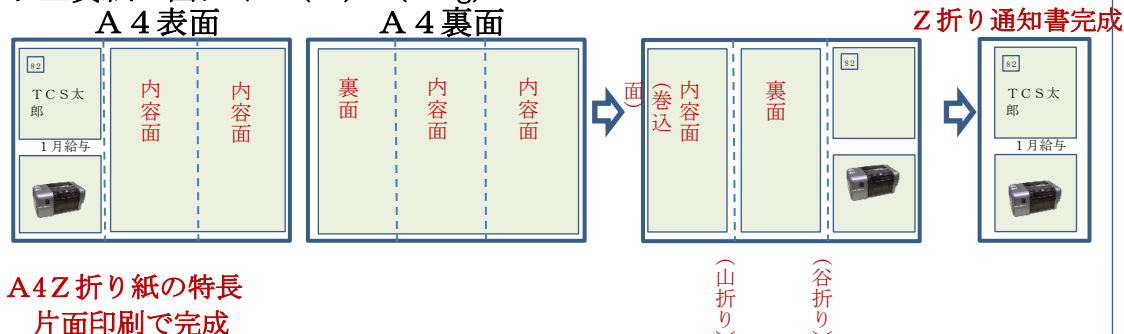 A４表面
A４裏面
Z折り通知書完成
82
TCS太
郎
1月給与
内容面
内容面
裏面
内容面
内容面
内容面
(巻込
面)
裏面
82
82
TCS太
郎
1月給与
(山折り)
(谷折り)
A4Z折り紙の特長
片面印刷で完成